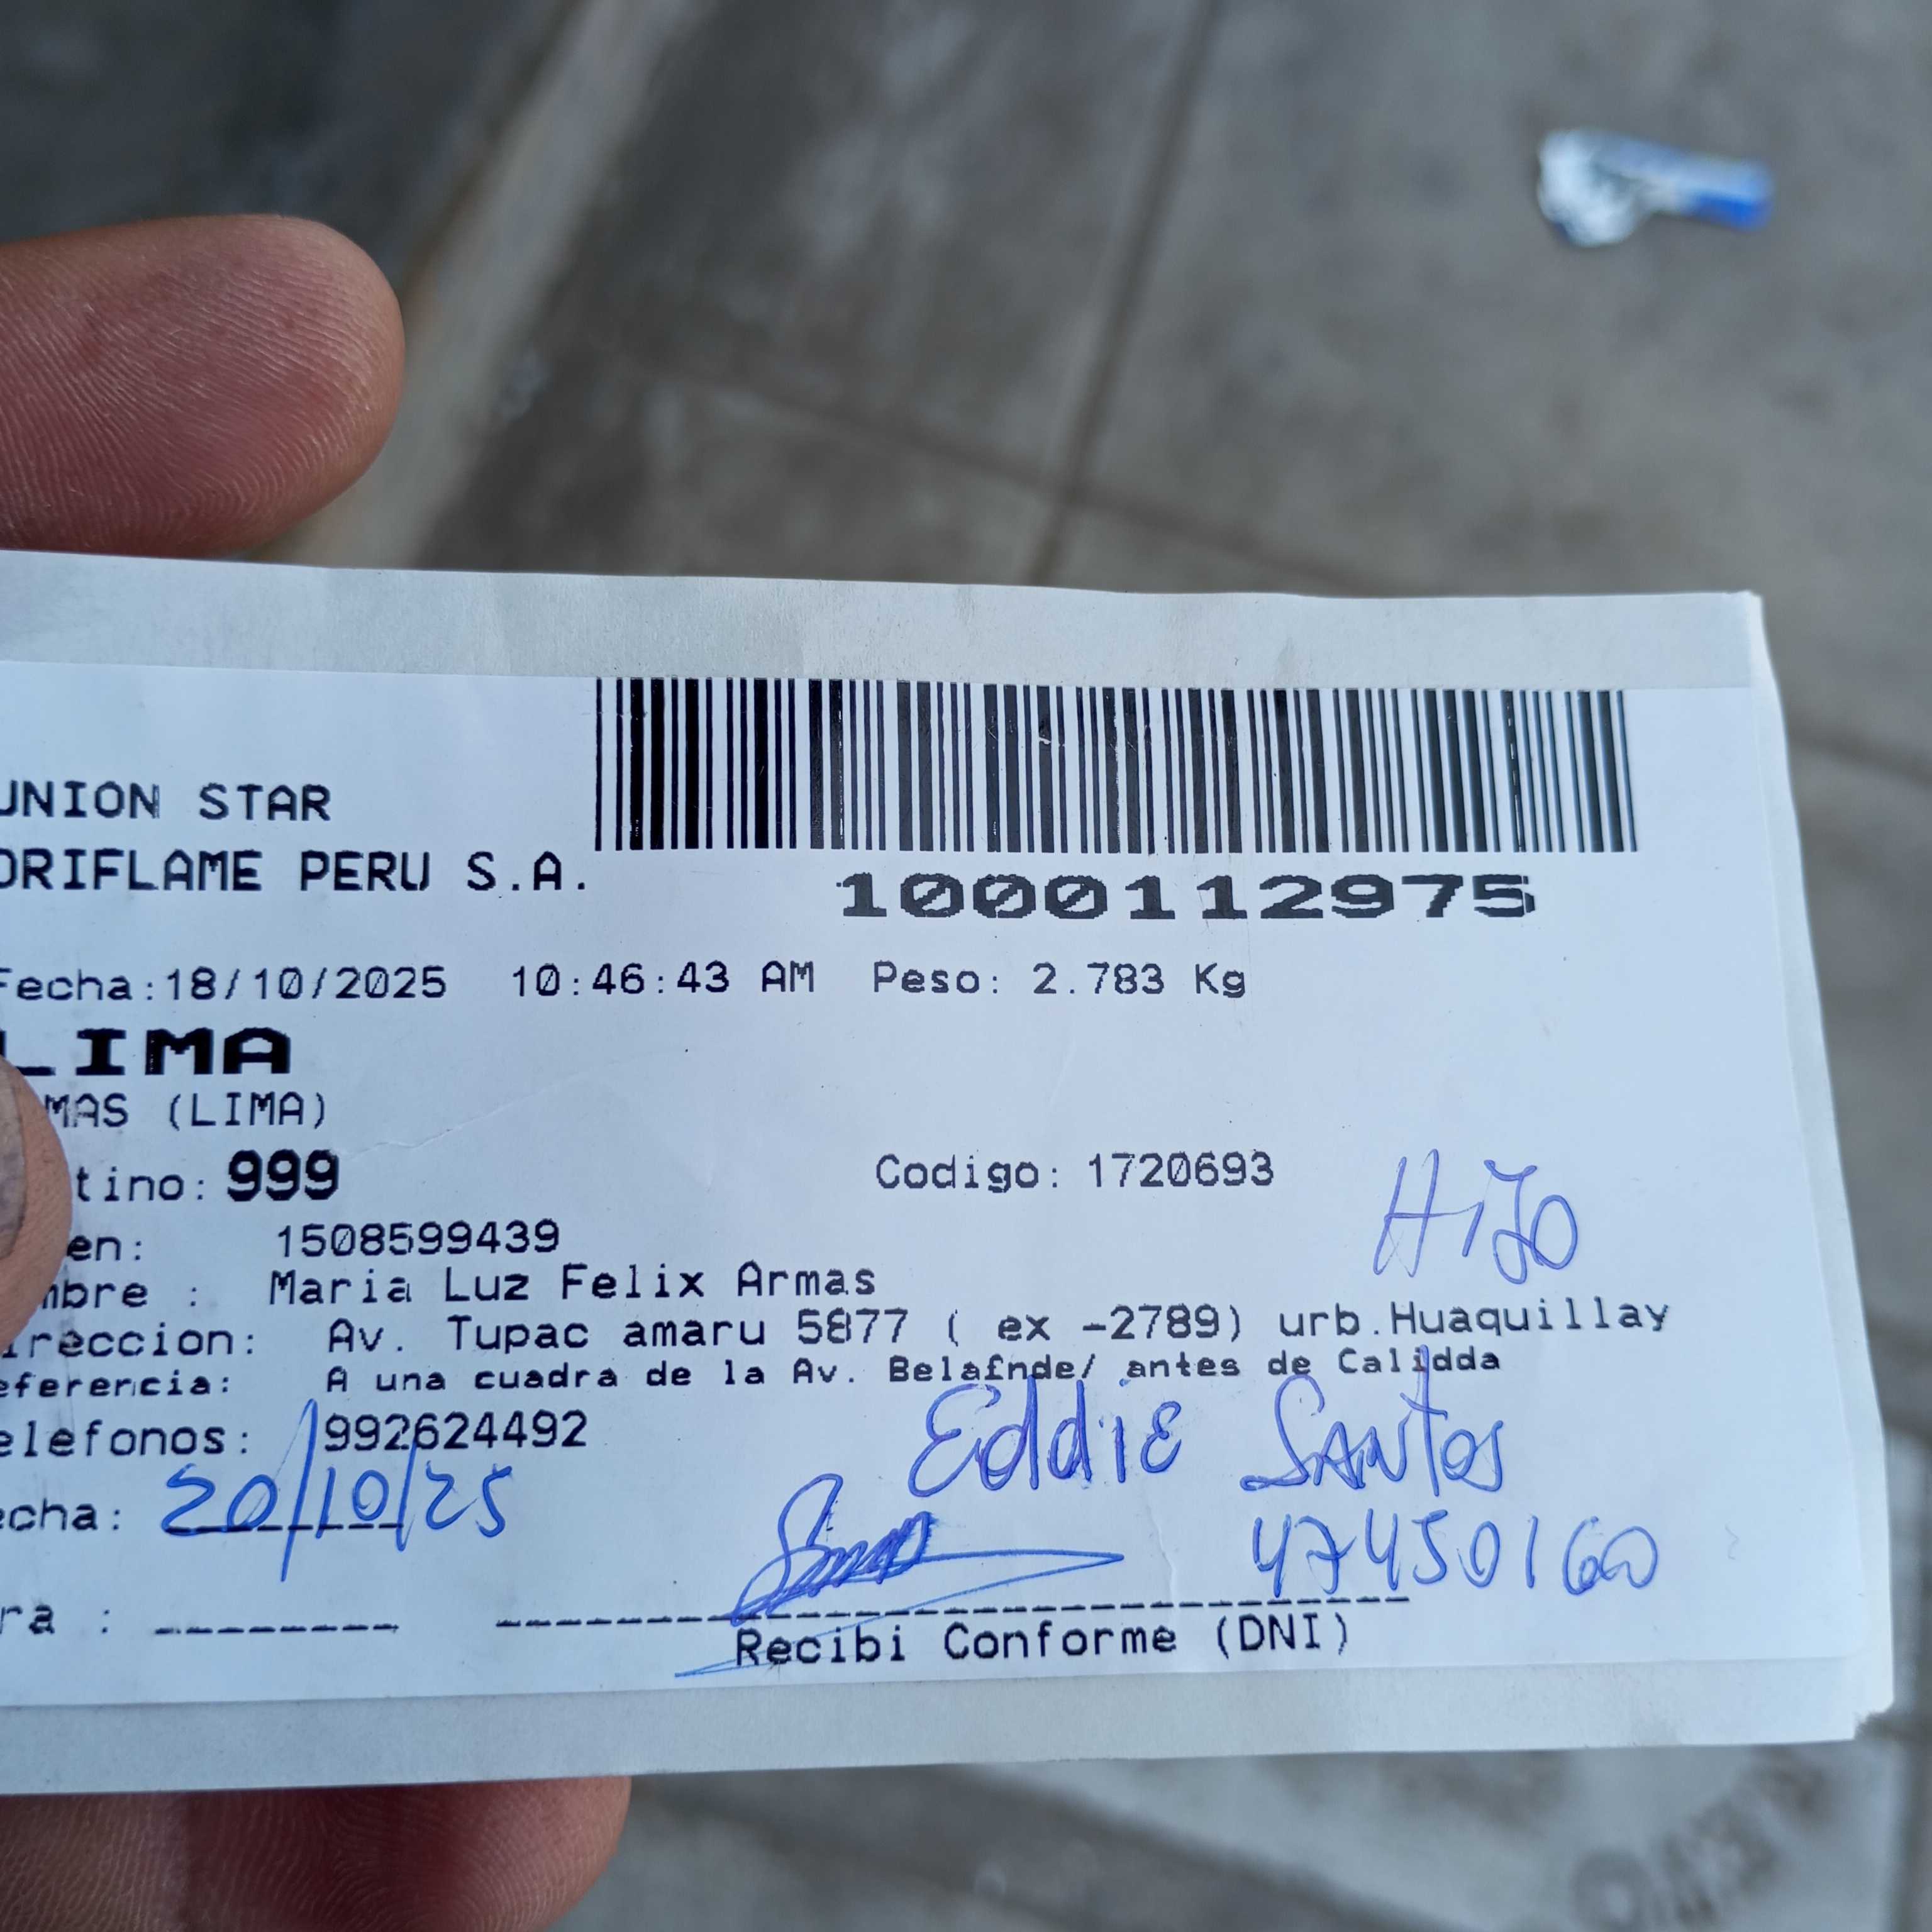 UNION STAR
ORIFLAME PERU S.A.
1000112975
Fecha:18/10/2025 10:46:43 AM Peso: 2.783 Kg
LIMA
MAS (LIMA)
tino: 999 Codigo: 1720693
HIJO
en: 1508599439
mbre : Maria Luz Felix Armas
ireccion: Av. Tupac amaru 5877 ( ex -2789) urb.Huaquillay
eferencia: A una cuadra de la Av. Belafnde/ antes de Calidda
elefonos: 992624492
Eddie Santos
echa: 20/10/25
47450160
ra :
Recibi Conforme (DNI)